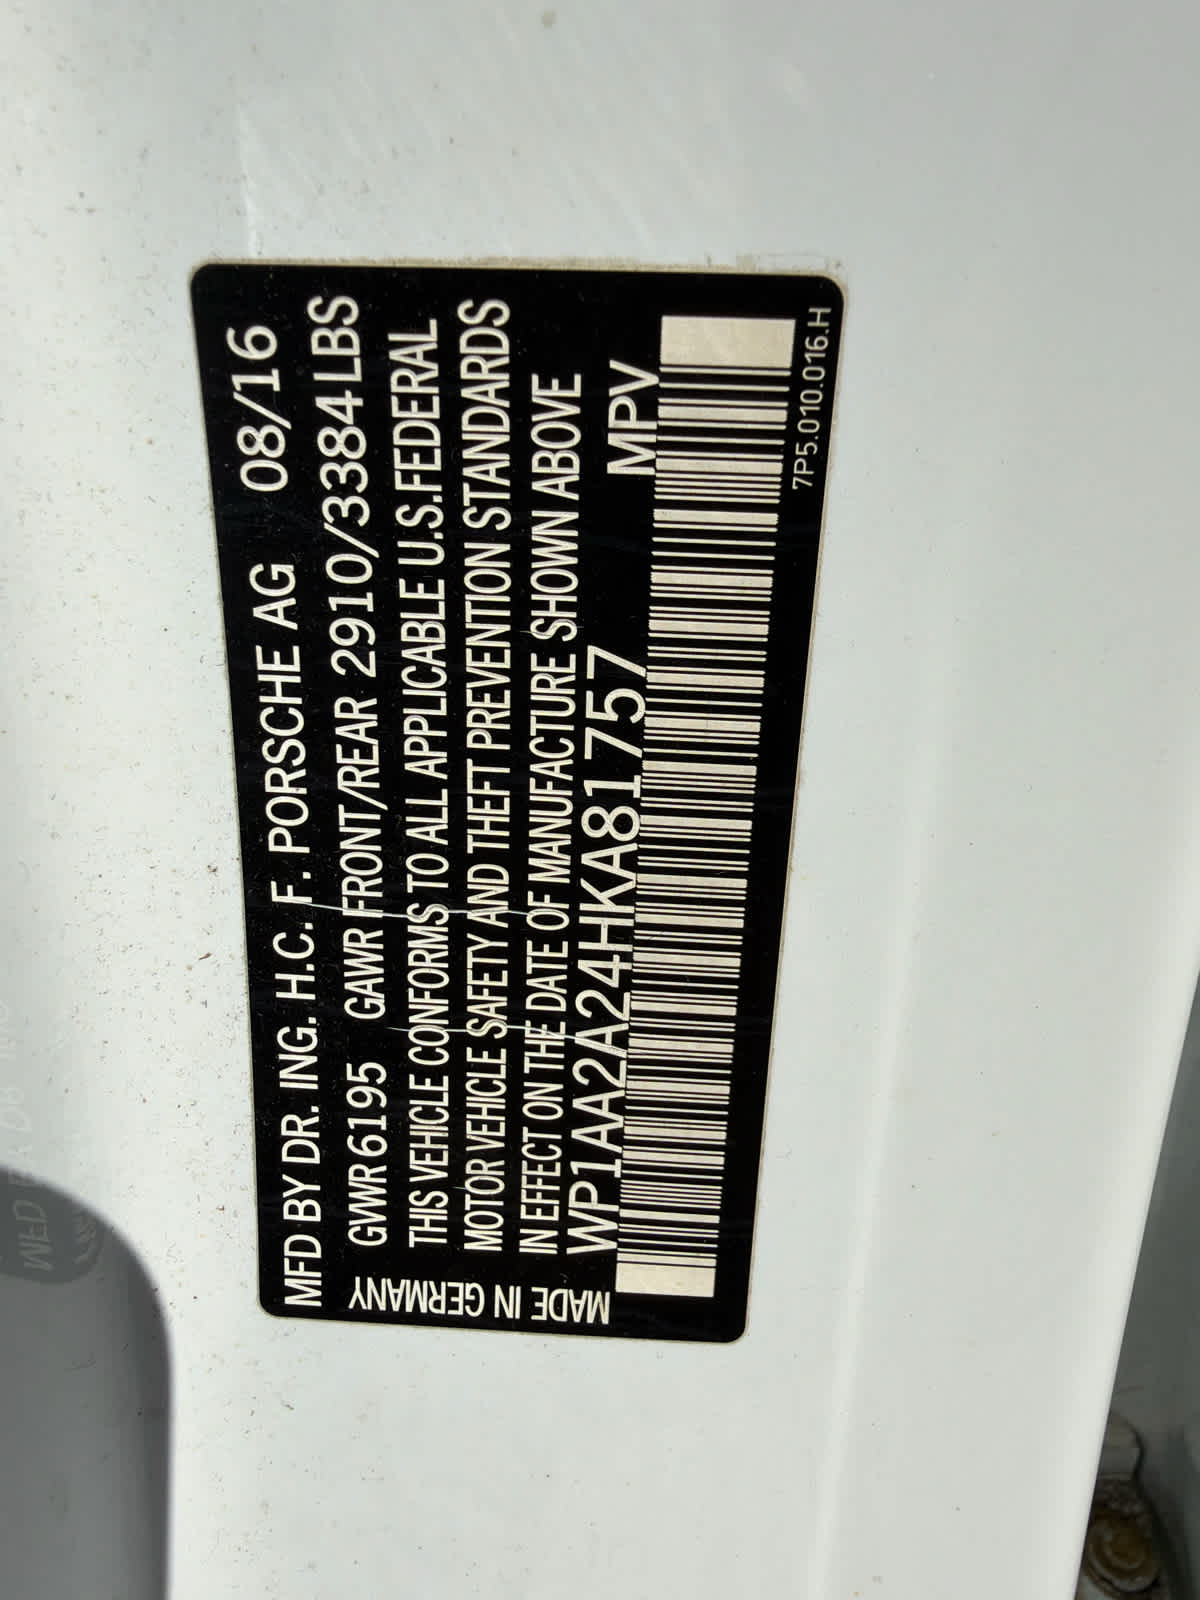 MFD BY DR. ING. H.C. F. PORSCHE AG 08/16
GVWR 6195 GAWR FRONT/REAR 2910/3384 LBS
THIS VEHICLE CONFORMS TO ALL APPLICABLE U.S.FEDERAL
MOTOR VEHICLE SAFETY AND THEFT PREVENTION STANDARDS
IN EFFECT ON THE DATE OF MANUFACTURE SHOWN ABOVE
WP1AA2A24HKA81757 MPV
7P5.010.016.H
MADE IN GERMANY